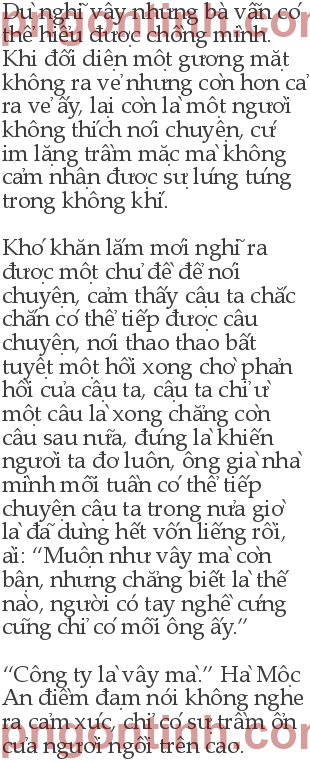 Dù nghĩ vậy nhưng bà vẫn có
thể hiểu được chồng mình.
Khi đối diện một gương mặt
không ra vẻ nhưng còn hơn cả
ra vẻ ấy, lại còn là một người
không thích nói chuyện, cứ
im lặng trầm mặc mà không
cảm nhận được sự lúng túng
trong không khí.

Khó khăn lắm mới nghĩ ra
được một chủ đề để nói
chuyện, cảm thấy cậu ta chắc
chắn có thể tiếp được câu
chuyện, nói thao thao bất
tuyệt một hồi xong chờ phản
hồi của cậu ta, cậu ta chỉ ừ
một câu là xong chẳng còn
câu sau nữa, đúng là khiến
người ta đơ luôn, ông già nhà
mình mỗi tuần có thể tiếp
chuyện cậu ta trong nửa giờ
là đã dùng hết vốn liếng rồi,
ài: “Muộn như vậy mà còn
bận, nhưng chẳng biết là thế
nào, người có tay nghề cứng
cũng chỉ có mỗi ông ấy.”

“Công ty là vậy mà.” Hà Mộc
An điềm đạm nói không nghe
ra cảm xúc, chỉ có sự trầm ổn
của người ngồi trên cao.
pngontinh.com
pngontinh.com